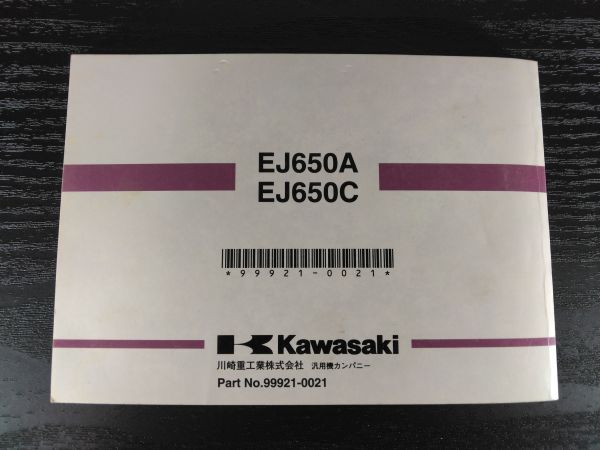 EJ650A
EJ650C
*99921-0021*
Kawasaki
川崎重工業株式会社 汎用機カンパニー
Part No.99921-0021